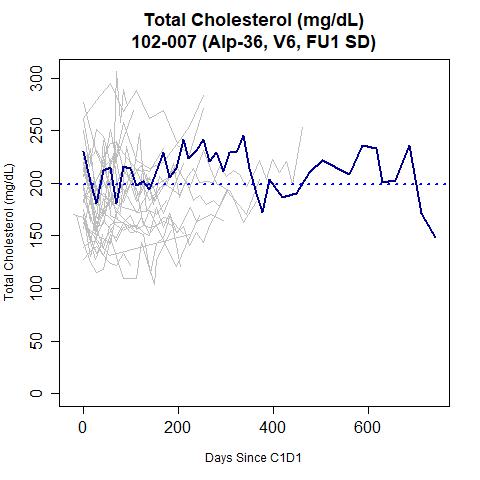 Total Cholesterol (mg/dL)
102-007 (Alp-36, V6, FU1 SD)
Total Cholesterol (mg/dL)
300
250
200
150
100
50
0
0
200
400
600
Days Since C1D1